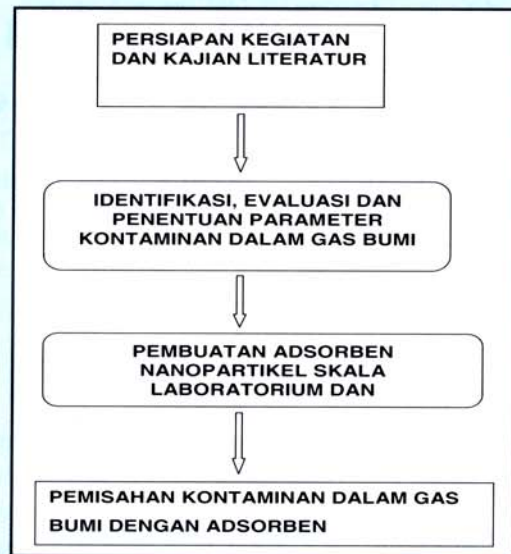 PERSIAPAN KEGIATAN
DAN KAJIAN LITERATUR
IDENTIFIKASI, EVALUASI DAN
PENENTUAN PARAMETER
KONTAMINAN DALAM GAS BUMI
PEMBUATAN ADSORBEN
NANOPARTIKEL SKALA
LABORATORIUM DAN
PEMISAHAN KONTAMINAN DALAM GAS
BUMI DENGAN ADSORBEN